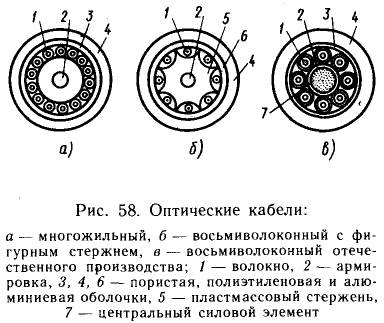 1 2 3 4
1 2 5 6 4
1 2 3 4
7
а) б) в)
Рис. 58. Оптические кабели:
а — многожильный, б — восьмиволоконный с фи-
гурным стержнем, в — восьмиволоконный отече-
ственного производства; 1 — волокно, 2 — арми-
ровка, 3, 4, 6 — пористая, полиэтиленовая и алю-
миниевая оболочки, 5 — пластмассовый стержень,
7 — центральный силовой элемент